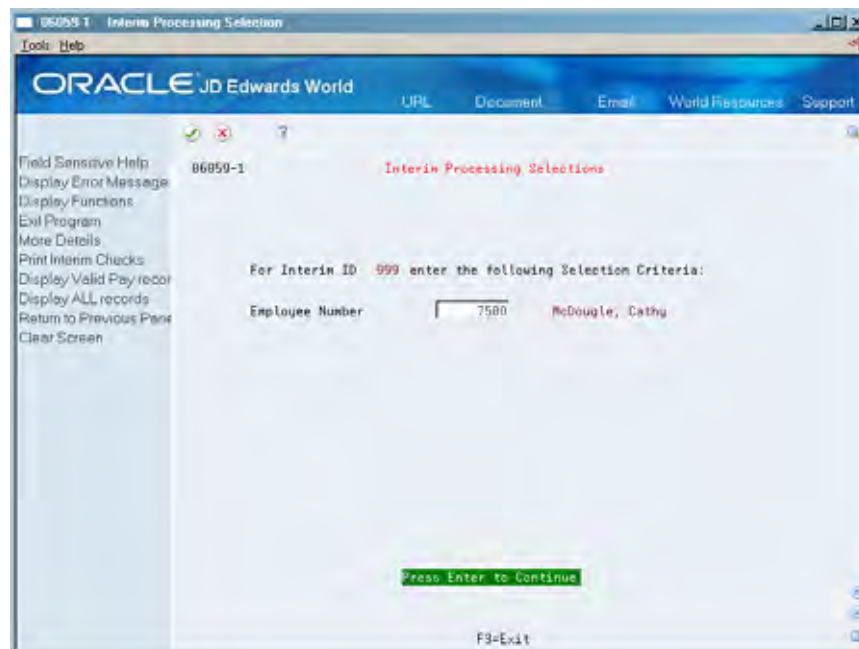 06059-1 Interim Processing Selection
Tools Help
ORACLE JD Edwards World
URL Document Email World Resources Support
Field Sensitive Help
Display Error Message
Display Functions
Exit Program
More Details
Print Interim Checks
Display Valid Pay recor
Display ALL records
Return to Previous Pane
Clear Screen
?
06059-1 Interim Processing Selections
For Interim ID 999 enter the following Selection Criteria:
Employee Number 7500 McDougle, Cathy
Press Enter to Continue
F3=Exit